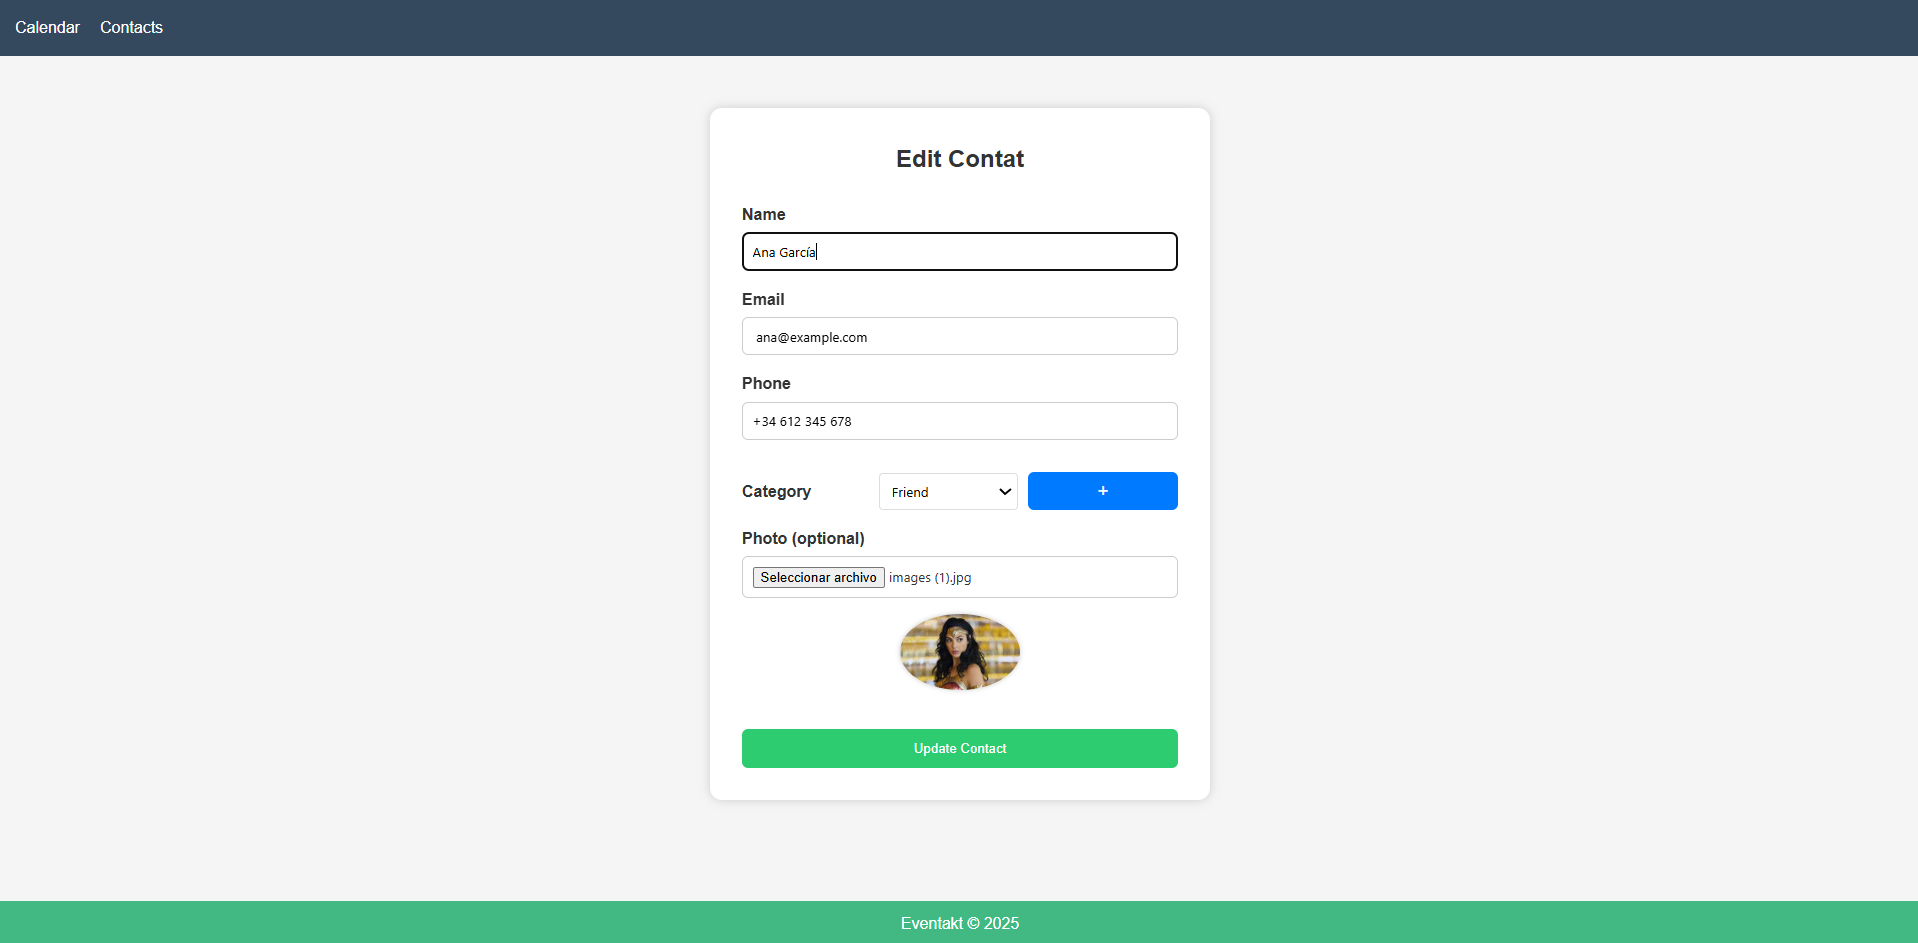 Calendar Contacts
Edit Contat
Name
Ana García
Email
ana@example.com
Phone
+34 612 345 678
Category Friend +
Photo (optional)
Seleccionar archivo images (1).jpg
Update Contact
Eventakt © 2025